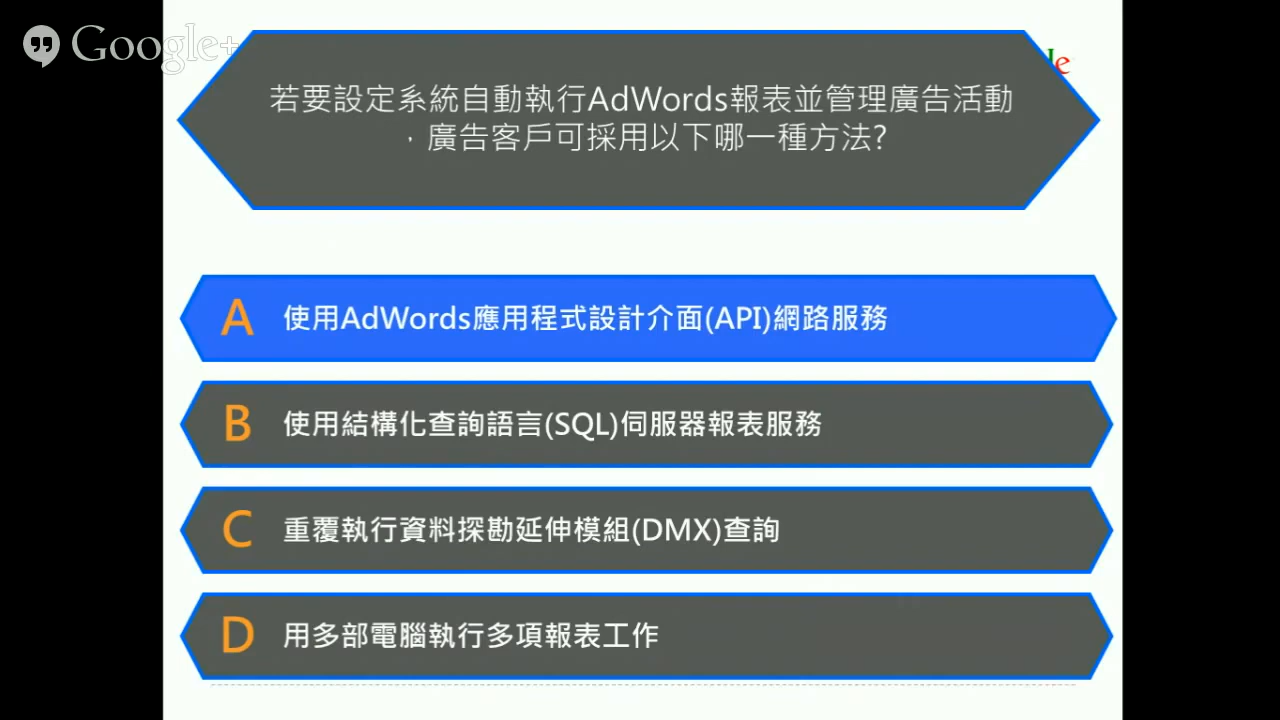 Google+
le
若要設定系統自動執行AdWords報表並管理廣告活動
，廣告客戶可採用以下哪一種方法?
A 使用AdWords應用程式設計介面(API)網路服務
B 使用結構化查詢語言(SQL)伺服器報表服務
C 重覆執行資料探勘延伸模組(DMX)查詢
D 用多部電腦執行多項報表工作